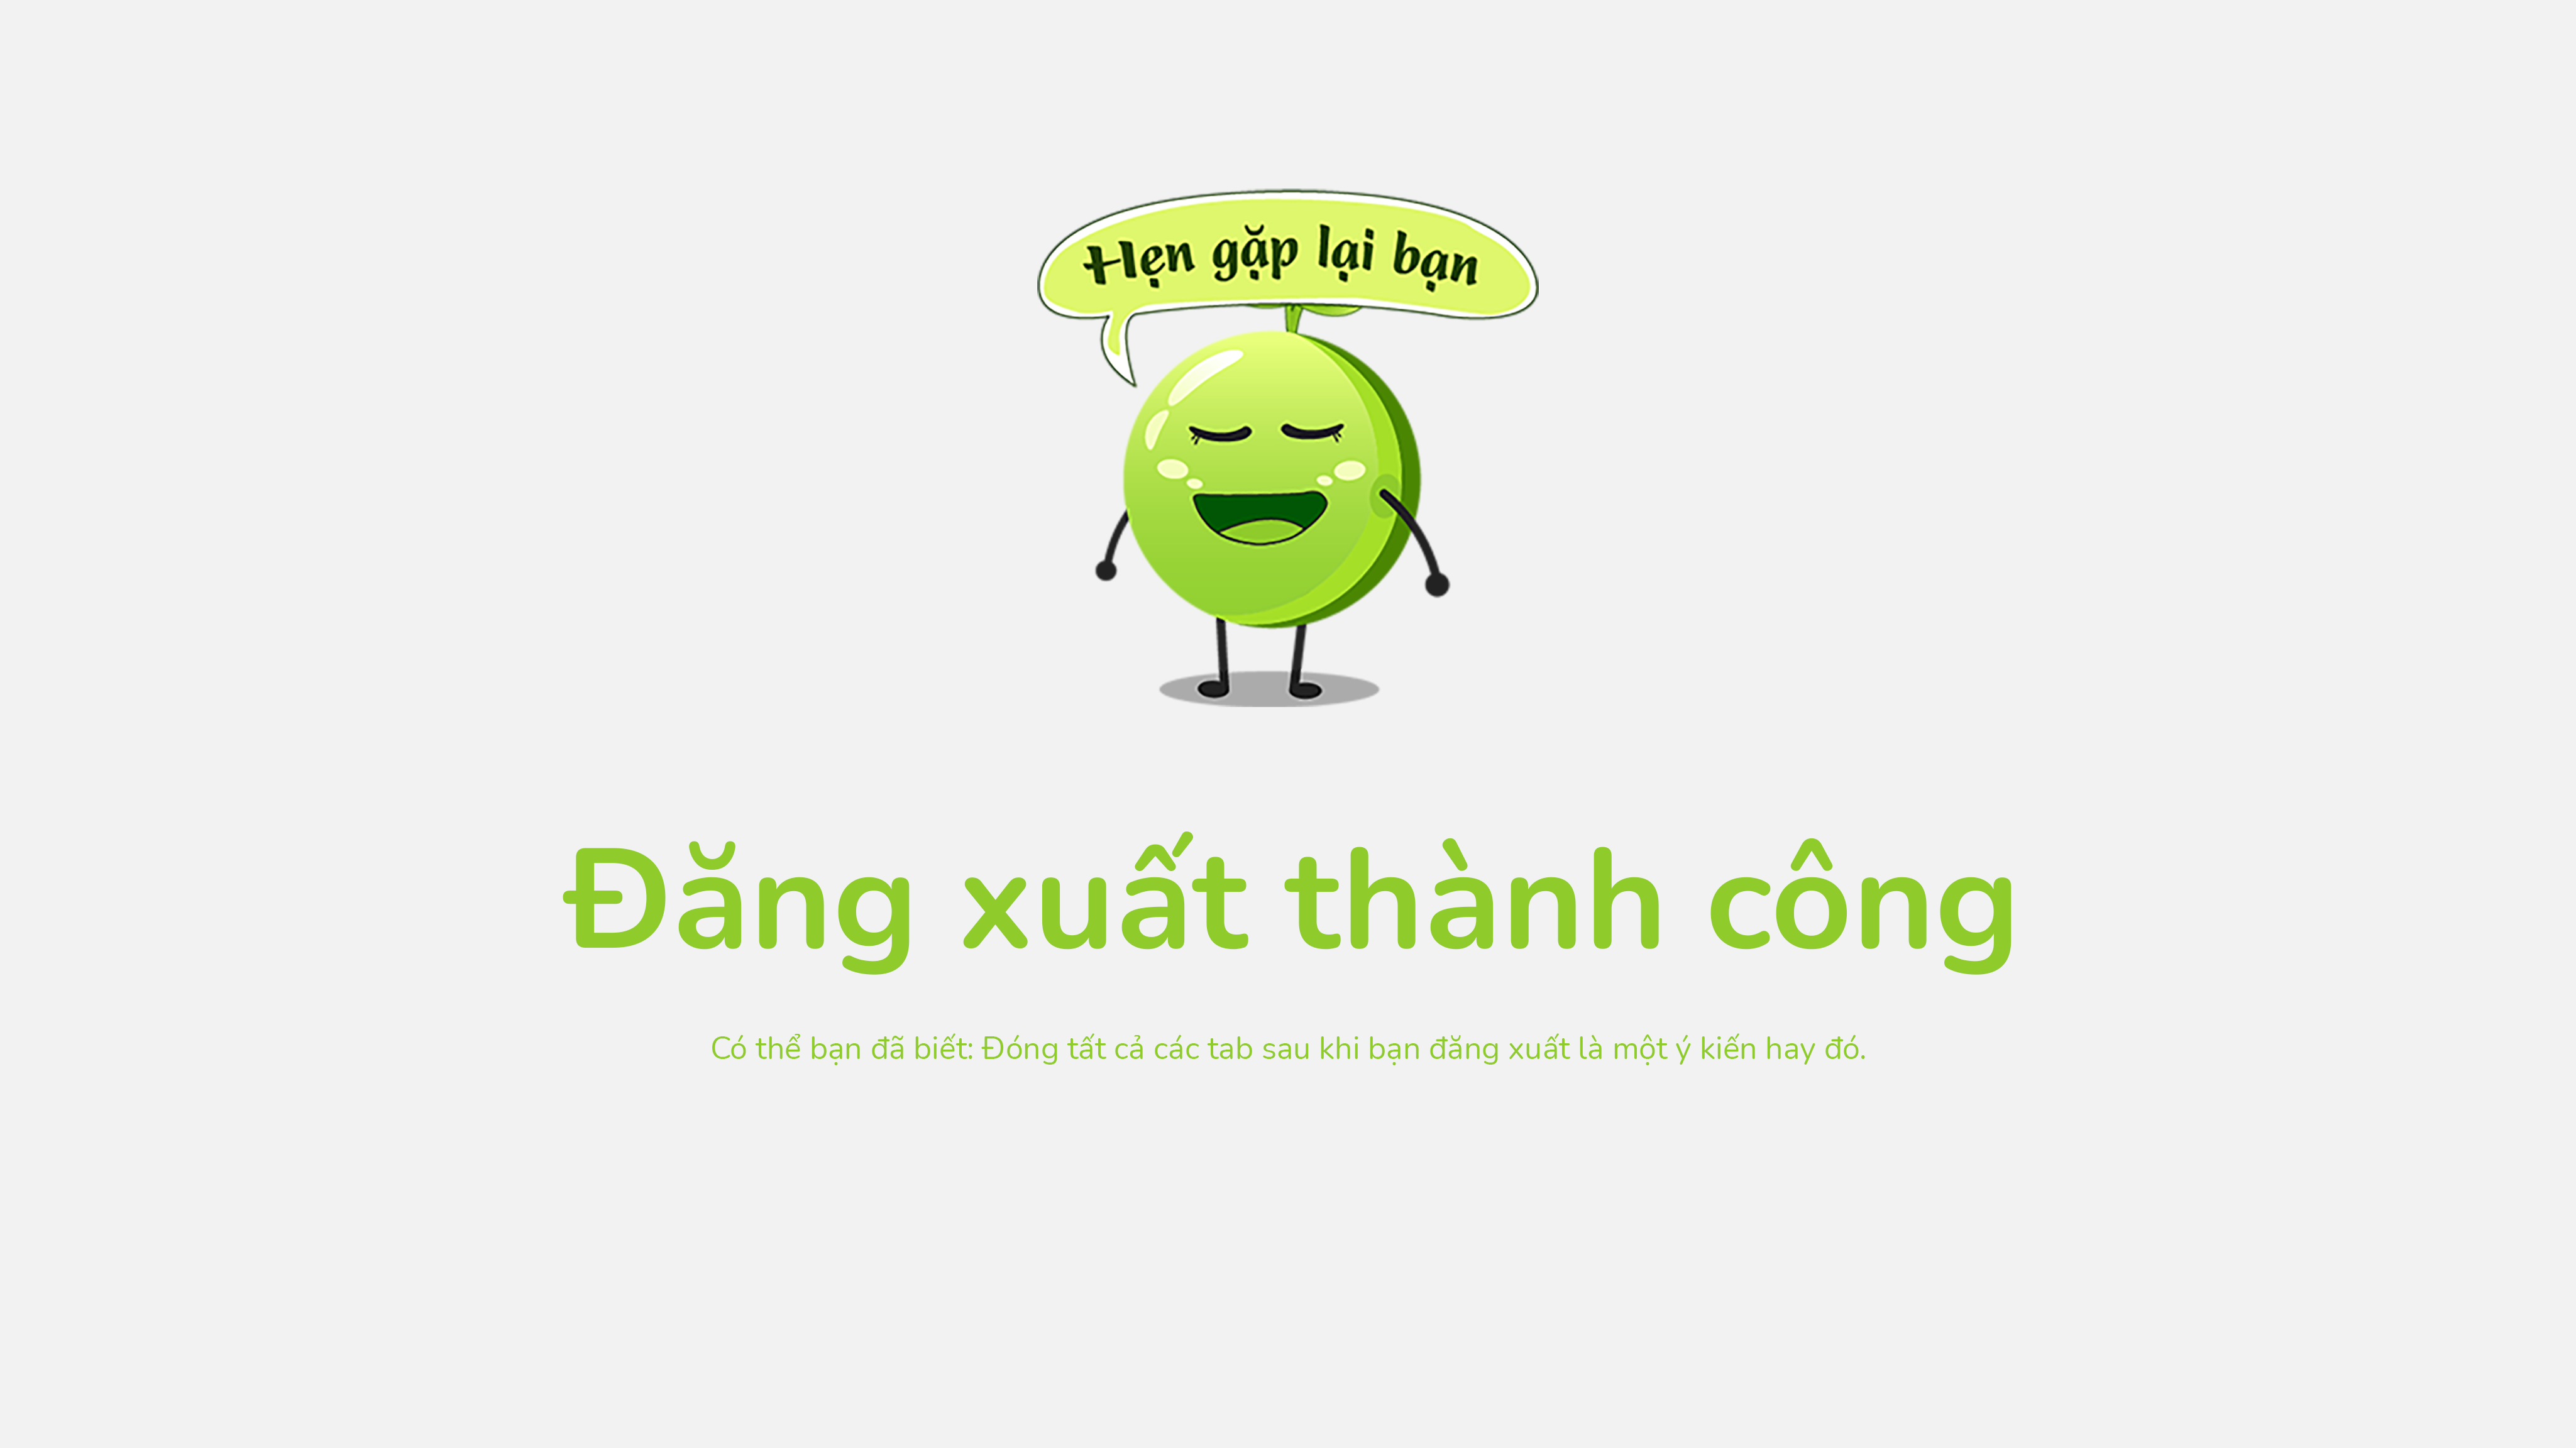 Hẹn gặp lại bạn
Đăng xuất thành công
Có thể bạn đã biết: Đóng tất cả các tab sau khi bạn đăng xuất là một ý kiến hay đó.